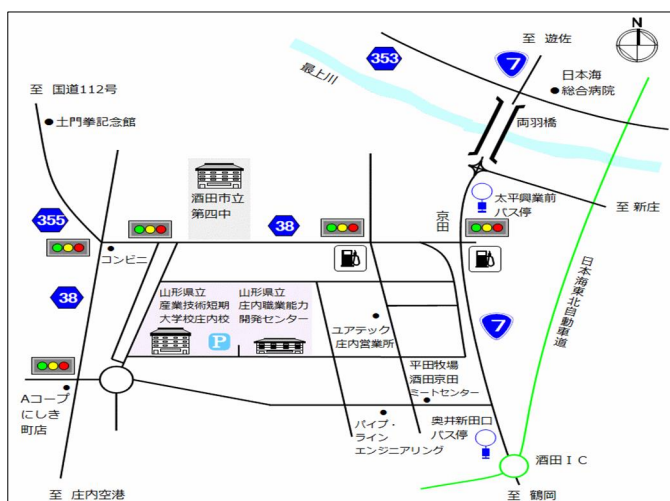 N
至 遊佐
353
7
日本海
総合病院
最上川
両羽橋
至 国道112号
土門拳記念館
酒田市立
第四中
太平興業前
バス停
京田
至 新庄
355
38
コンビニ
38
日本海東北自動車道
山形県立
産業技術短期
大学校庄内校
山形県立
庄内職業能力
開発センター
P
ユアテック
庄内営業所
7
平田牧場
酒田京田
ミートセンター
Aコープ
にしき
町店
パイプ・
ライン
エンジニアリング
奥井新田口
バス停
酒田IC
至 庄内空港
至 鶴岡